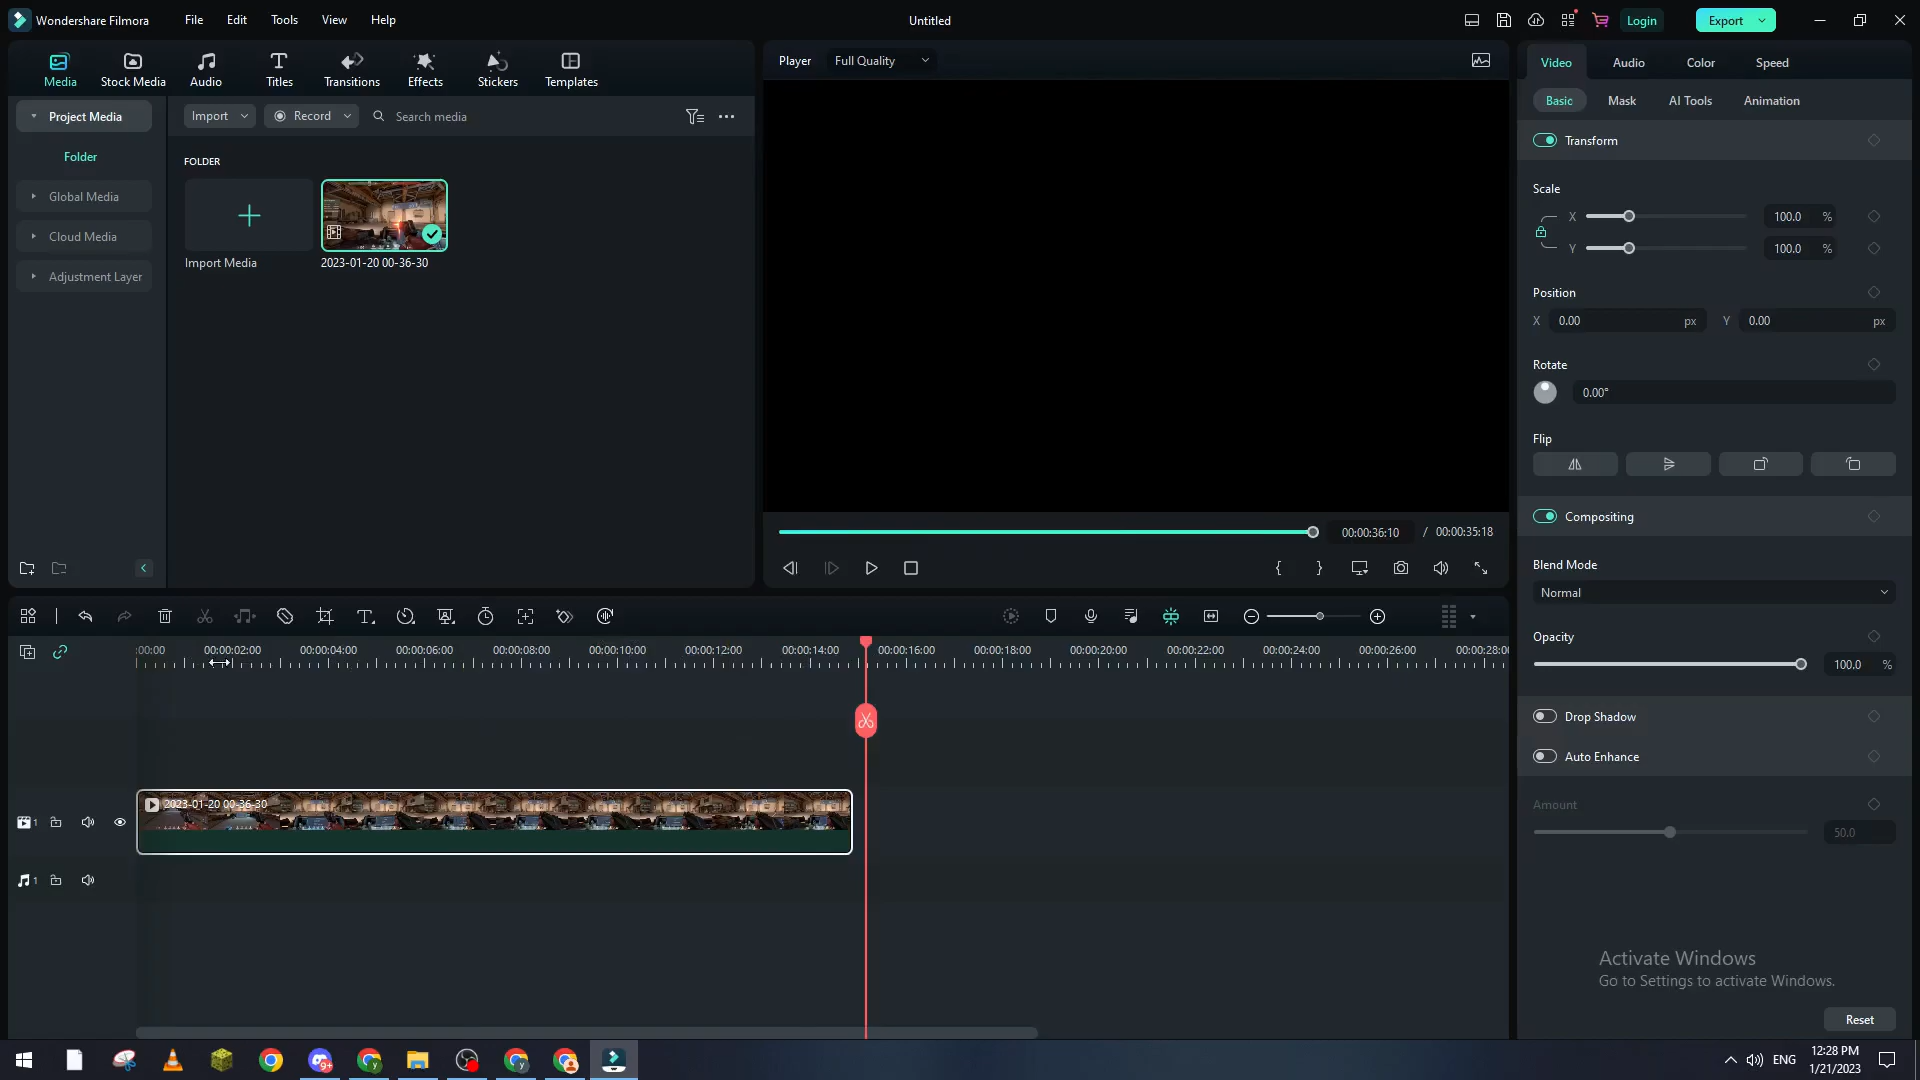 Wondershare Filmora
File
Edit
Tools
View
Help
Untitled
Login
Export
Media
Stock Media
Audio
Titles
Transitions
Effects
Stickers
Templates
Player
Full Quality
Video
Audio
Color
Speed
Basic
Mask
AI Tools
Animation
Project Media
Folder
Global Media
Cloud Media
Adjustment Layer
Import
Record
Search media
FOLDER
Import Media
2023-01-20 00-36-30
00:00:36:10 / 00:00:35:18
Transform
Scale
X 100.0 %
Y 100.0 %
Position
X 0.00 px Y 0.00 px
Rotate
0.00°
Flip
Compositing
Blend Mode
Normal
Opacity
100.0 %
Drop Shadow
Auto Enhance
Amount
50.0
Reset
:00:00 00:00:02:00 00:00:04:00 00:00:06:00 00:00:08:00 00:00:10:00 00:00:12:00 00:00:14:00 00:00:16:00 00:00:18:00 00:00:20:00 00:00:22:00 00:00:24:00 00:00:26:00 00:00:28:0
2023-01-20 00-36-30
1
1
Activate Windows
Go to Settings to activate Windows.
9+
y
y
ENG
12:28 PM
1/21/2023